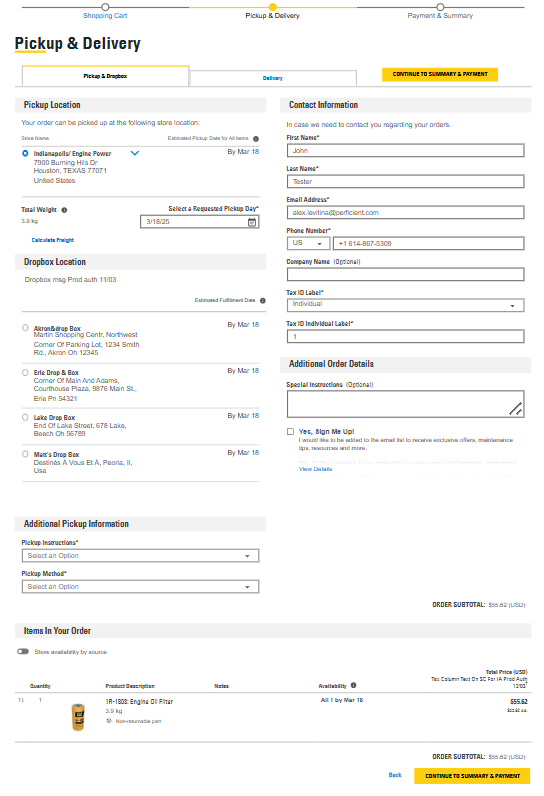 Shopping Cart
Pickup & Delivery
Payment & Summary
Pickup & Delivery
Pickup & Dropbox
Delivery
CONTINUE TO SUMMARY & PAYMENT
Pickup Location
Your order can be picked up at the following store location:
Store Name
Estimated Pickup Date for All Items
Indianapolis/ Engine Power
By Mar 18
7900 Burning Hils Dr
Houston, TEXAS 77071
United States
Total Weight
3.9 kg
Select a Requested Pickup Day*
3/18/25
Calculate Freight
Dropbox Location
Dropbox msg Prod auth 11/03
Estimated Fulfilment Date
Akron&drop Box
By Mar 18
Martin Shopping Centr, Northwest
Corner Of Parking Lot, 1234 Smith
Rd., Akron Oh 12345
Erie Drop & Box
By Mar 18
Corner Of Main And Adams,
Courthouse Plaza, 9876 Main St.,
Erie Pn 54321
Lake Drop Box
By Mar 18
End Of Lake Street, 678 Lake,
Beech Oh 56789
Matt's Drop Box
By Mar 18
Destinés À Vous Et À, Peoria, Il,
Usa
Contact Information
In case we need to contact you regarding your orders.
First Name*
John
Last Name*
Tester
Email Address*
alex.levitina@perficient.com
Phone Number*
US
+1 614-867-5309
Company Name (Optional)
Tax ID Label*
Individual
Tax ID Individual Label*
1
Additional Order Details
Special Instructions (Optional)
Yes, Sign Me Up!
I would like to be added to the email list to receive exclusive offers, maintenance
tips, resources and more.
View Details
Additional Pickup Information
Pickup Instructions*
Select an Option
Pickup Method*
Select an Option
ORDER SUBTOTAL: $55.62 (USD)
Items In Your Order
Show availability by source
Quantity
Product Description
Notes
Availability
Total Price (USD)
Tax Column Text On SC For IA Prod Auth
12/03
1)
1
1R-1808: Engine Oil Filter
3.9 kg
Non-returnable part
All 1 by Mar 18
$55.62
$55.62 ea.
ORDER SUBTOTAL: $55.62 (USD)
Back
CONTINUE TO SUMMARY & PAYMENT